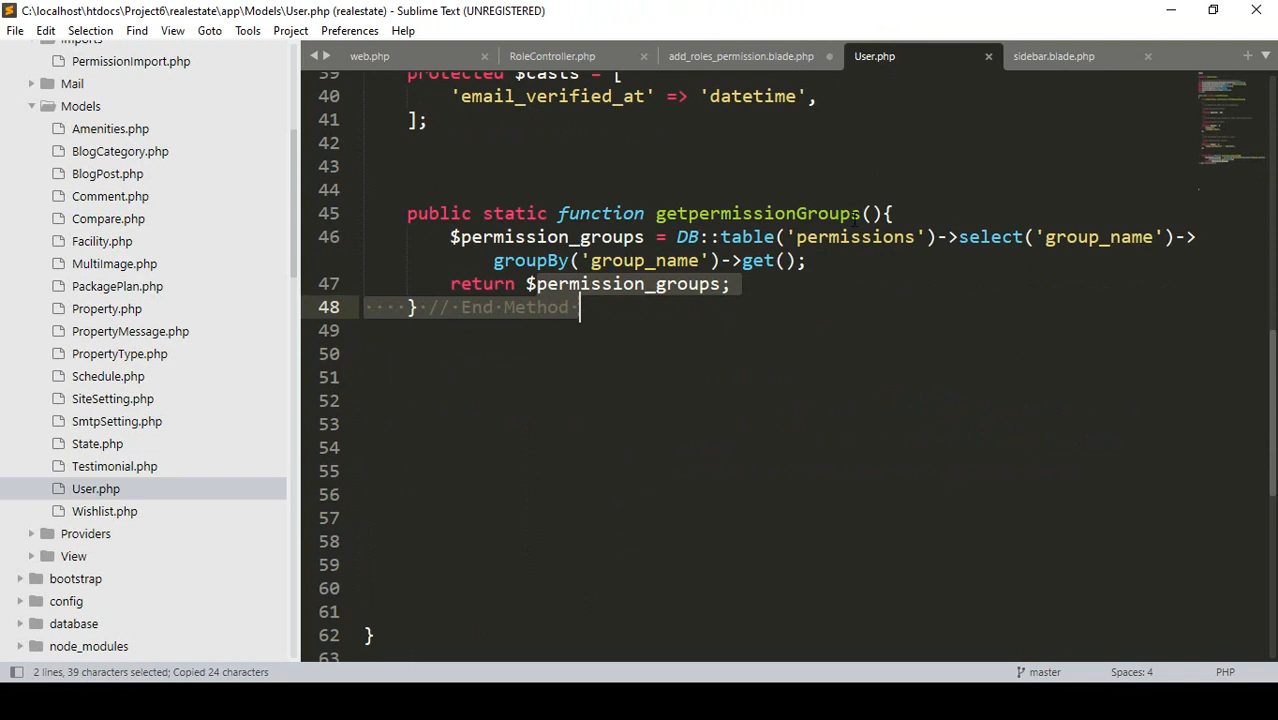 C:\localhost\htdocs\Project6\realestate\app\Models\User.php (realestate) - Sublime Text (UNREGISTERED)
File Edit Selection Find View Goto Tools Project Preferences Help
web.php RoleController.php add_roles_permission.blade.php User.php sidebar.blade.php
Imports
PermissionImport.php
Mail
Models
Amenities.php
BlogCategory.php
BlogPost.php
Comment.php
Compare.php
Facility.php
MultiImage.php
PackagePlan.php
Property.php
PropertyMessage.php
PropertyType.php
Schedule.php
SiteSetting.php
SmtpSetting.php
State.php
Testimonial.php
User.php
Wishlist.php
Providers
View
bootstrap
config
database
node_modules
39 protected $casts = [
40 'email_verified_at' => 'datetime',
41 ];
42
43
44
45 public static function getpermissionGroups(){
46 $permission_groups = DB::table('permissions')->select('group_name')->
groupBy('group_name')->get();
47 return $permission_groups;
48 } // End Method
49
50
51
52
53
54
55
56
57
58
59
60
61
62 }
63
2 lines, 39 characters selected; Copied 24 characters master Spaces: 4 PHP